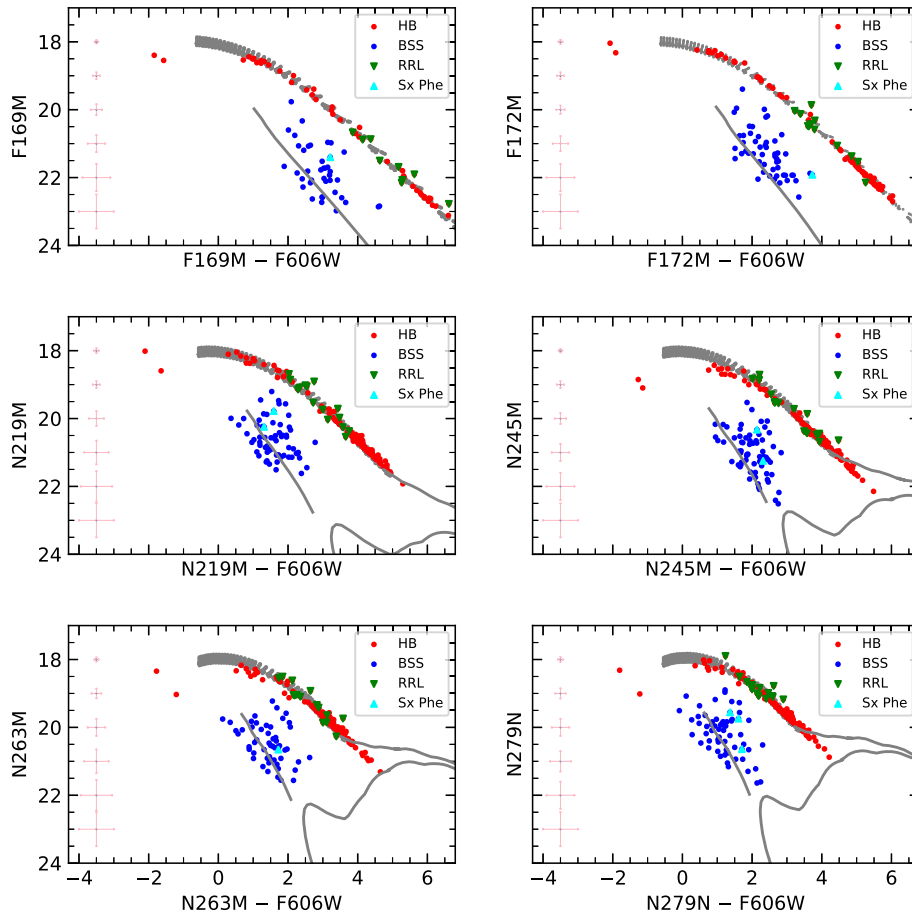 HB
BSS
RRL
Sx Phe
18
20
22
24
F169M
F169M − F606W
HB
BSS
RRL
Sx Phe
18
20
22
24
F172M
F172M − F606W
HB
BSS
RRL
Sx Phe
18
20
22
24
N219M
N219M − F606W
HB
BSS
RRL
Sx Phe
18
20
22
24
N245M
N245M − F606W
HB
BSS
RRL
Sx Phe
18
20
22
24
N263M
−4 −2 0 2 4 6
N263M − F606W
HB
BSS
RRL
Sx Phe
18
20
22
24
N279N
−4 −2 0 2 4 6
N279N − F606W